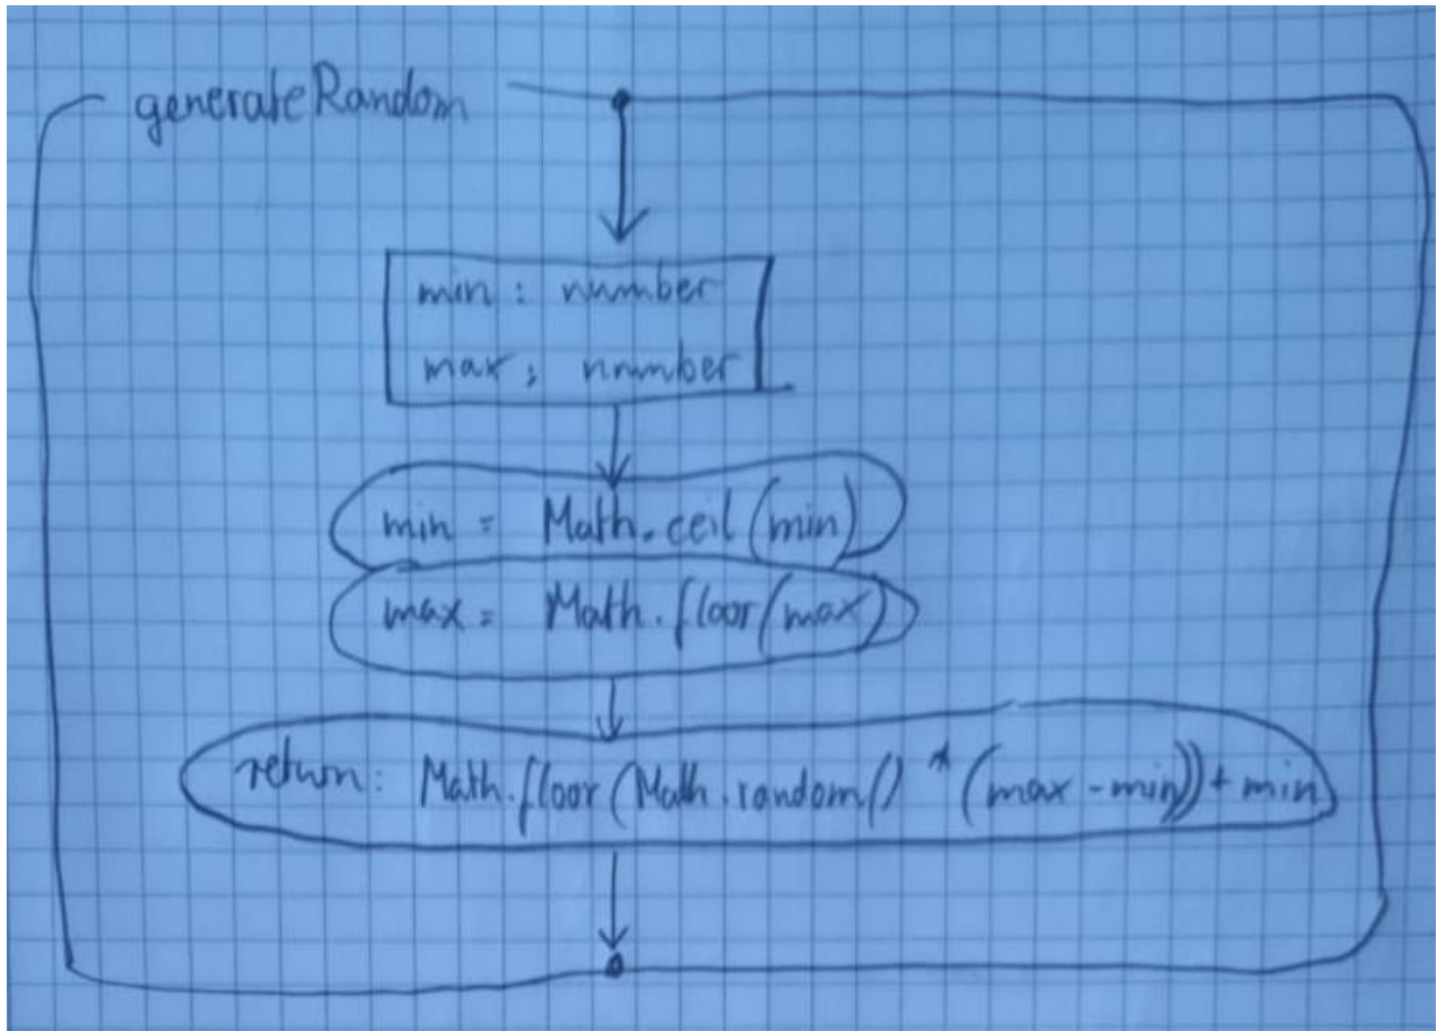 generateRandom
min : number
max : number
min = Math.ceil(min)
max = Math.floor(max)
return: Math.floor(Math.random() * (max - min)) + min